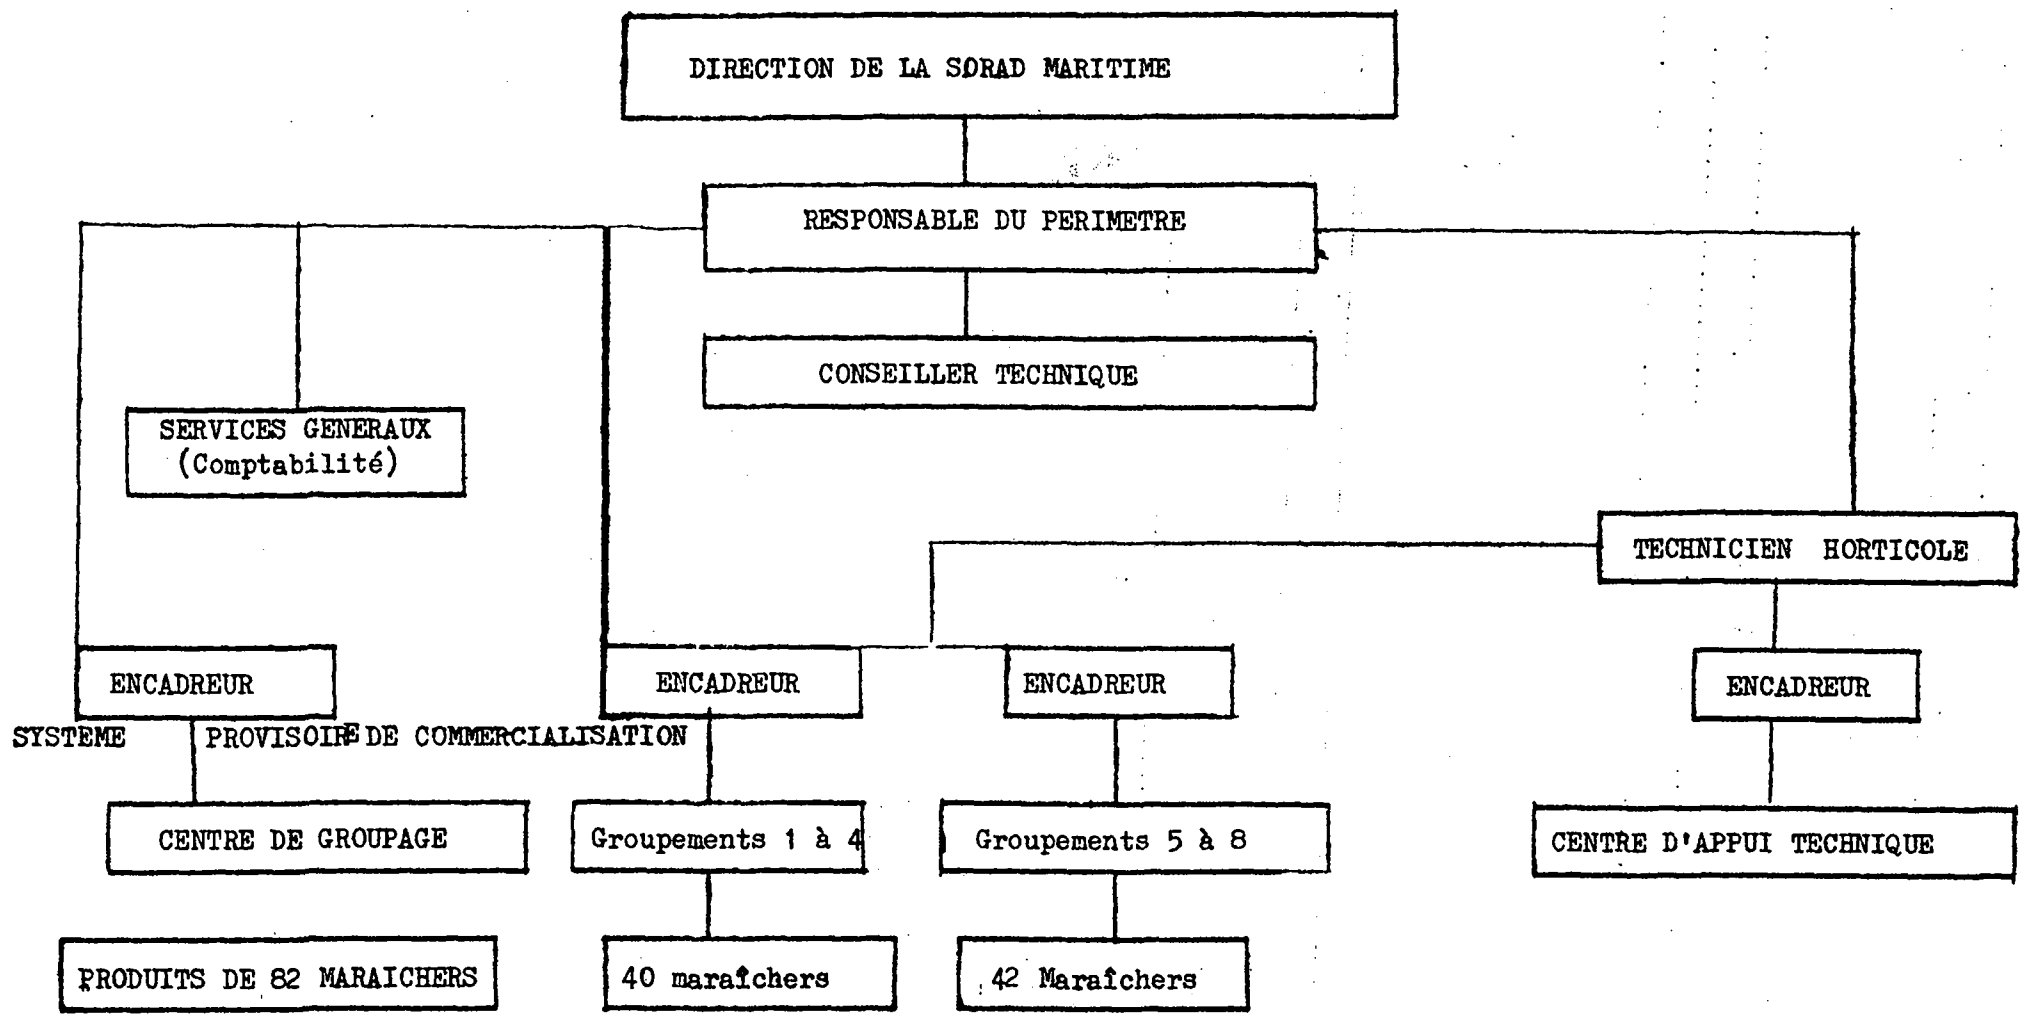 DIRECTION DE LA SORAD MARITIME
RESPONSABLE DU PERIMETRE
CONSEILLER TECHNIQUE
SERVICES GENERAUX
(Comptabilité)
TECHNICIEN HORTICOLE
ENCADREUR
ENCADREUR
ENCADREUR
ENCADREUR
SYSTEME PROVISOIRE DE COMMERCIALISATION
CENTRE DE GROUPAGE
Groupements 1 à 4
Groupements 5 à 8
CENTRE D'APPUI TECHNIQUE
PRODUITS DE 82 MARAICHERS
40 maraîchers
42 Maraîchers